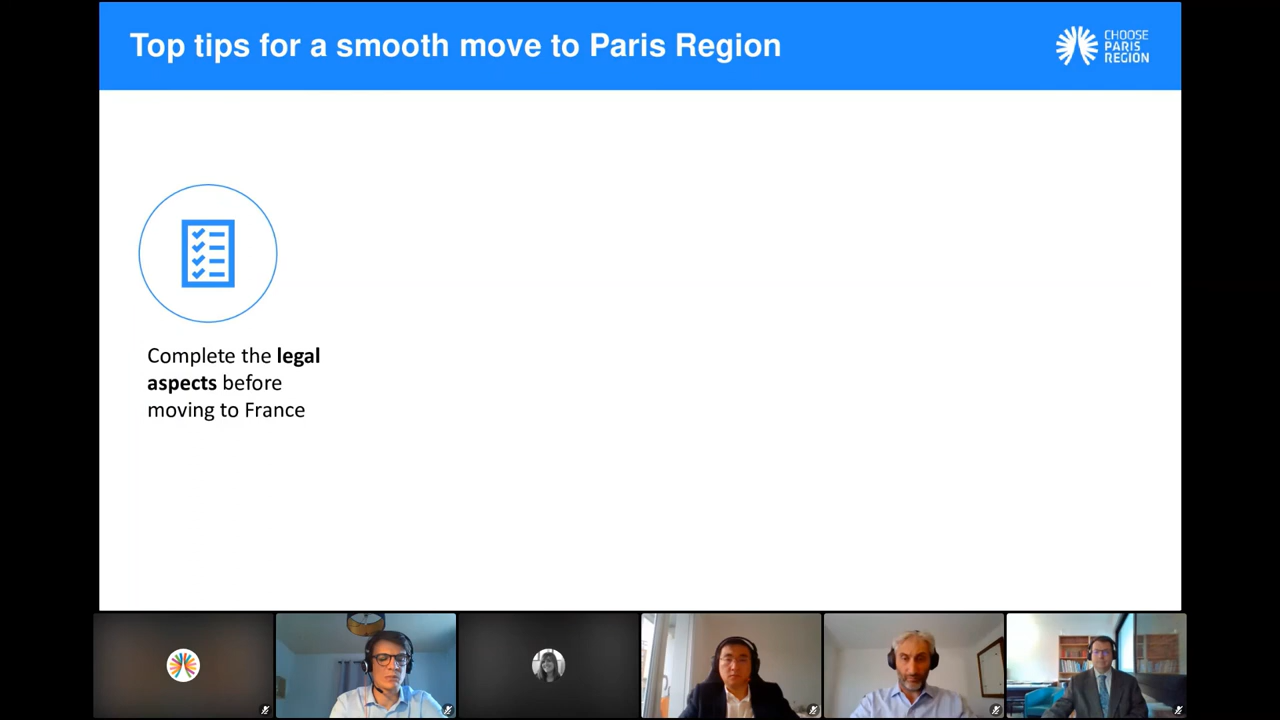 Top tips for a smooth move to Paris Region
CHOOSE
PARIS
REGION
Complete the legal
aspects before
moving to France